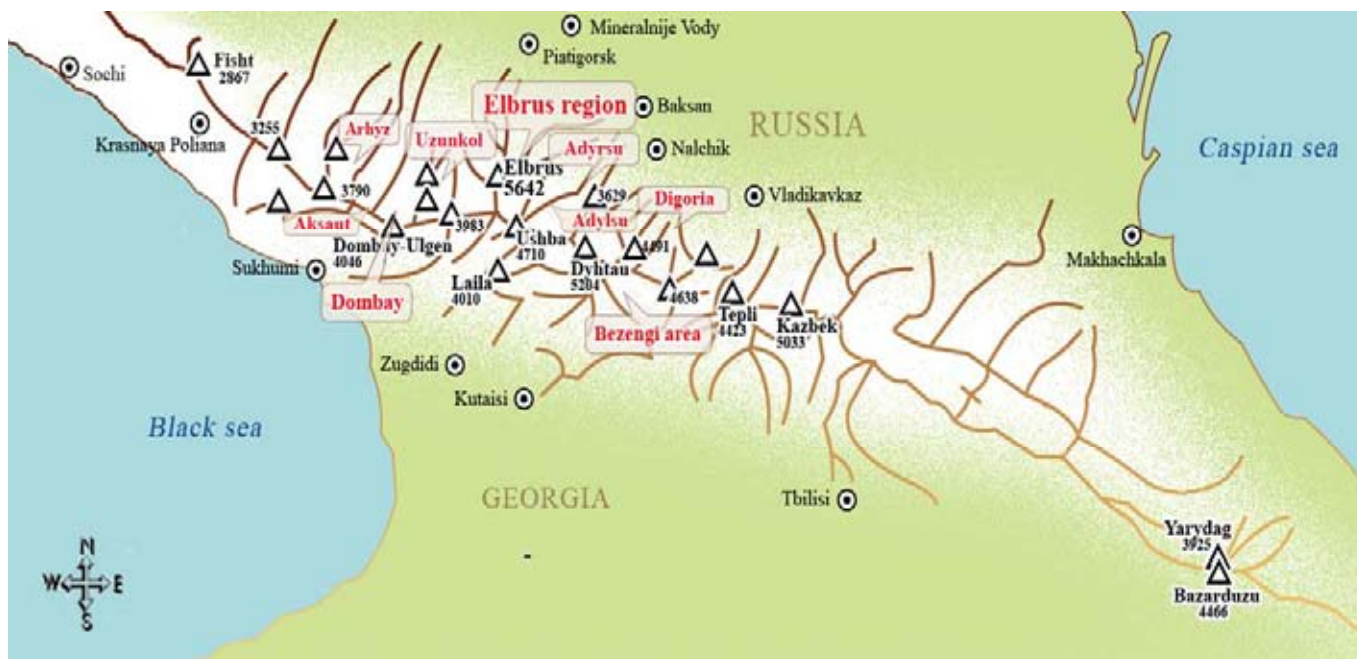 Mineralnije Vody
Piatigorsk
Fisht
2867
Sochi
Elbrus region
Baksan
RUSSIA
Krasnaya Poliana
3255
Arhyz
Uzunkol
Adyrsu
Nalchik
Caspian sea
Elbrus
5642
3790
3629
Digoria
Vladikavkaz
Aksaut
3983
Adylsu
Dombay-Ulgen
4046
Ushba
4710
4491
Makhachkala
Sukhumi
Laila
4010
Dyhtau
5204
4638
Dombay
Tepli
4423
Kazbek
5033
Bezengi area
Zugdidi
Kutaisi
Black sea
GEORGIA
Tbilisi
Yarydag
3925
N
W E
S
Bazarduzu
4466